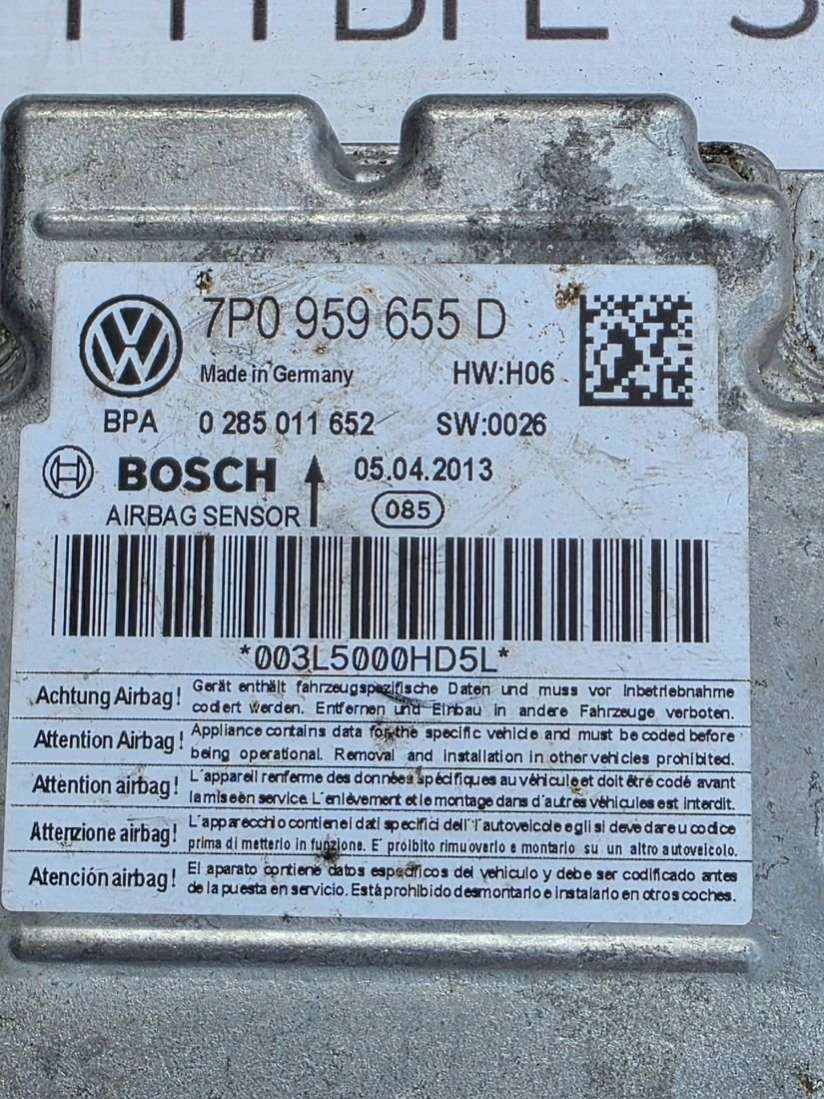 7P0 959 655 D
Made in Germany HW:H06
BPA 0 285 011 652 SW:0026
BOSCH 05.04.2013
AIRBAG SENSOR 085
*003L5000HD5L*
Achtung Airbag! Gerät enthält fahrzeugspezifische Daten und muss vor Inbetriebnahme
codiert werden. Entfernen und Einbau in andere Fahrzeuge verboten.
Attention Airbag! Appliance contains data for the specific vehicle and must be coded before
being operational. Removal and installation in other vehicles prohibited.
Attention airbag! L'appareil renferme des données spécifiques au véhicule et doit être codé avant
la mise en service. L'enlèvement et le montage dans d'autres véhicules est interdit.
Attenzione airbag! L'apparecchio contiene i dati specifici dell'l'autoveicolo e gli si deve dare u codice
prima di metterlo in funzione. E' proibito rimuoverlo e montarlo su un altro autoveicolo.
Atención airbag! El aparato contiene datos específicos del vehículo y debe ser codificado antes
de la puesta en servicio. Está prohibido desmontarlo e instalarlo en otros coches.